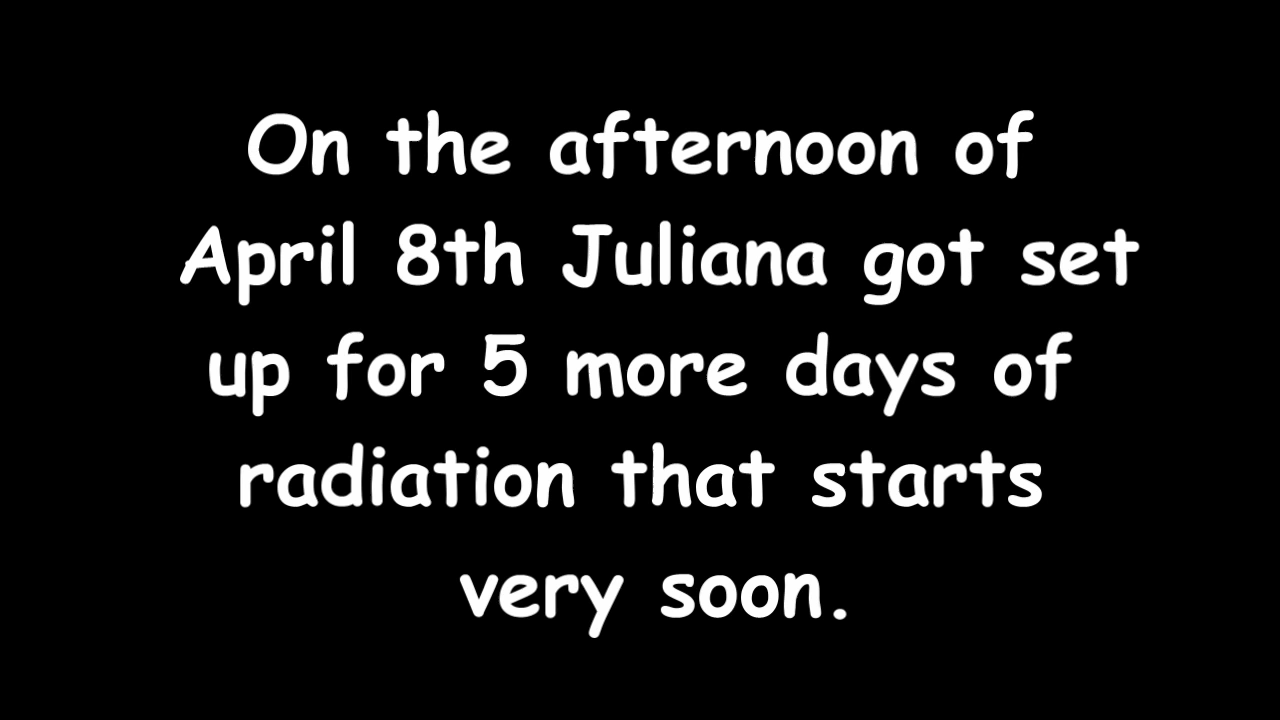 On the afternoon of
April 8th Juliana got set
up for 5 more days of
radiation that starts
very soon.